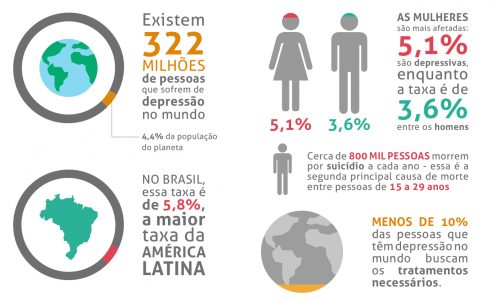 Existem
322
MILHÕES
de pessoas
que sofrem de
depressão
no mundo
4,4% da população
do planeta
NO BRASIL,
essa taxa é
de 5,8%,
a maior
taxa da
AMÉRICA
LATINA
5,1%
3,6%
AS MULHERES
são mais afetadas:
5,1%
são depressivas,
enquanto
a taxa é de
3,6%
entre os homens
Cerca de 800 MIL PESSOAS morrem
por suicídio a cada ano - essa é a
segunda principal causa de morte
entre pessoas de 15 a 29 anos
MENOS DE 10%
das pessoas que
têm depressão no
mundo buscam
os tratamentos
necessários.